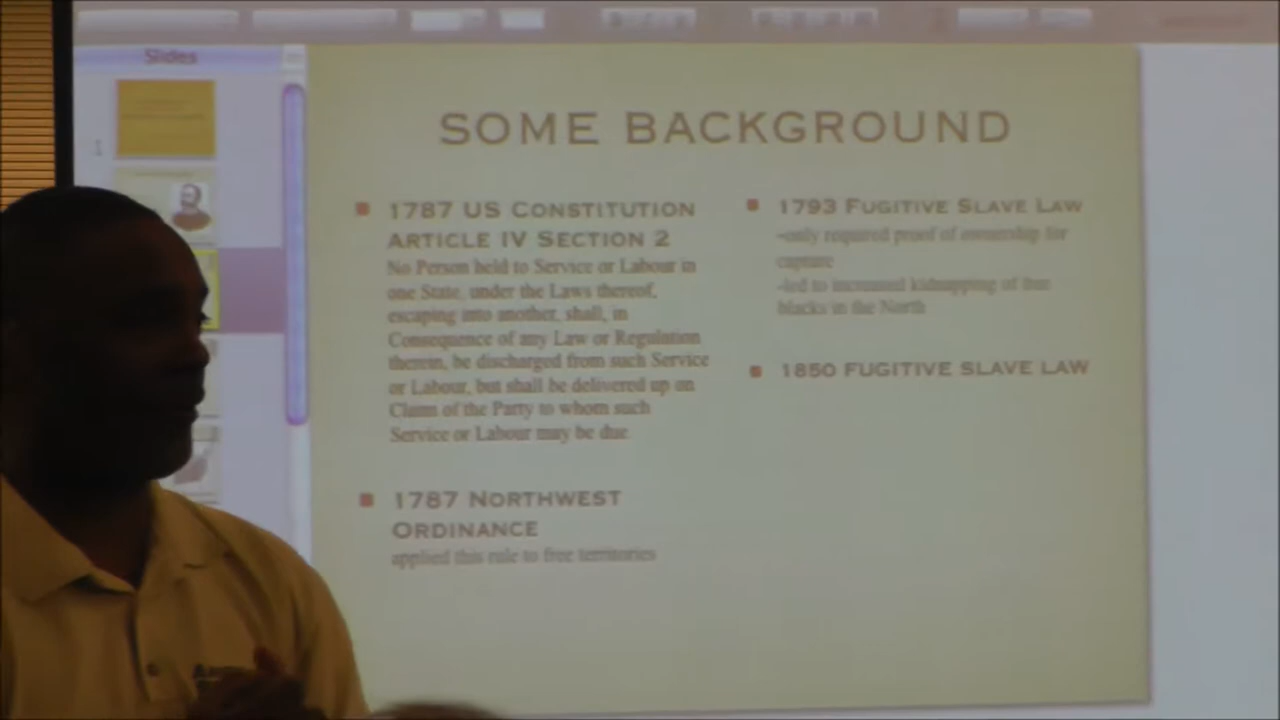 Slides
1
SOME BACKGROUND
1787 US CONSTITUTION
ARTICLE IV SECTION 2
No Person held to Service or Labour in
one State, under the Laws thereof,
escaping into another, shall, in
Consequence of any Law or Regulation
therein, be discharged from such Service
or Labour, but shall be delivered up on
Claim of the Party to whom such
Service or Labour may be due.
1787 NORTHWEST
ORDINANCE
applied this rule to free territories
1793 FUGITIVE SLAVE LAW
-only required proof of ownership for
capture
-led to increased kidnapping of free
blacks in the North
1850 FUGITIVE SLAVE LAW